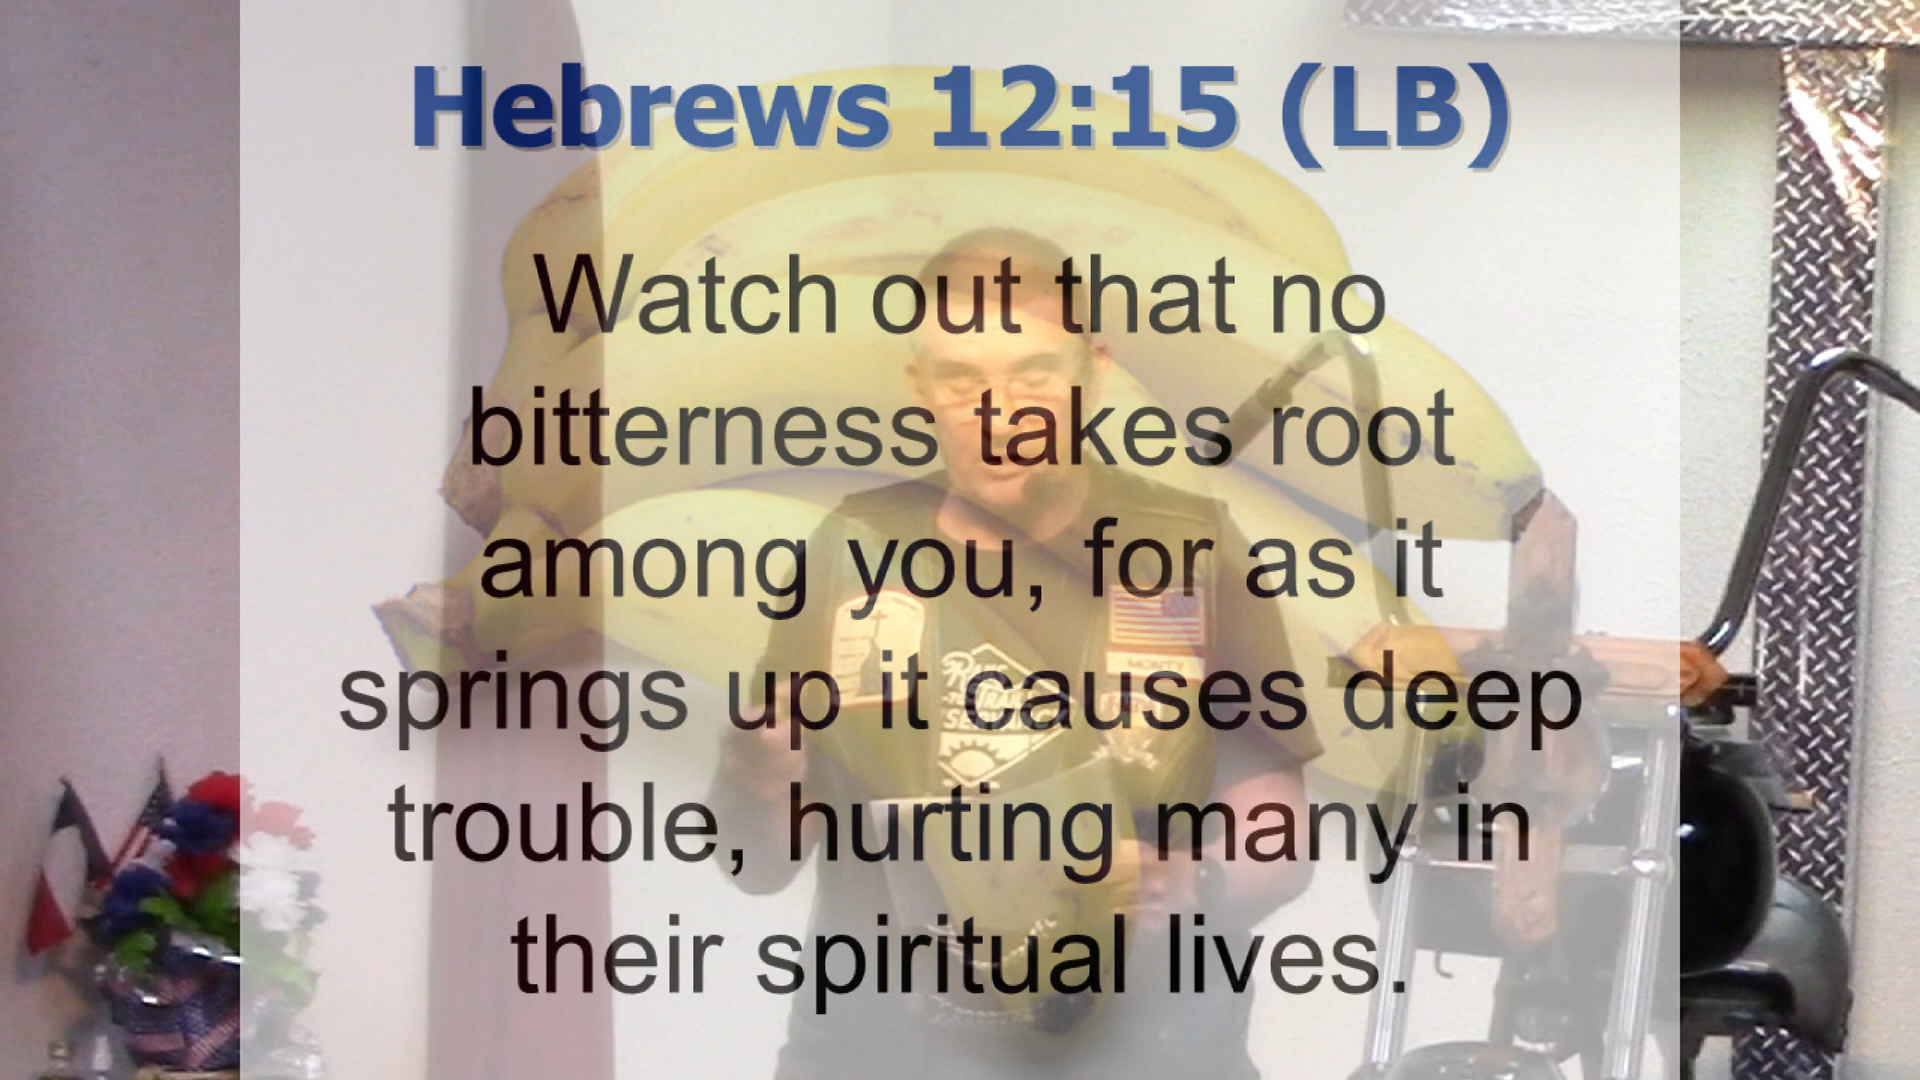 Hebrews 12:15 (LB)
Watch out that no
bitterness takes root
among you, for as it
springs up it causes deep
trouble, hurting many in
their spiritual lives.
MONTY